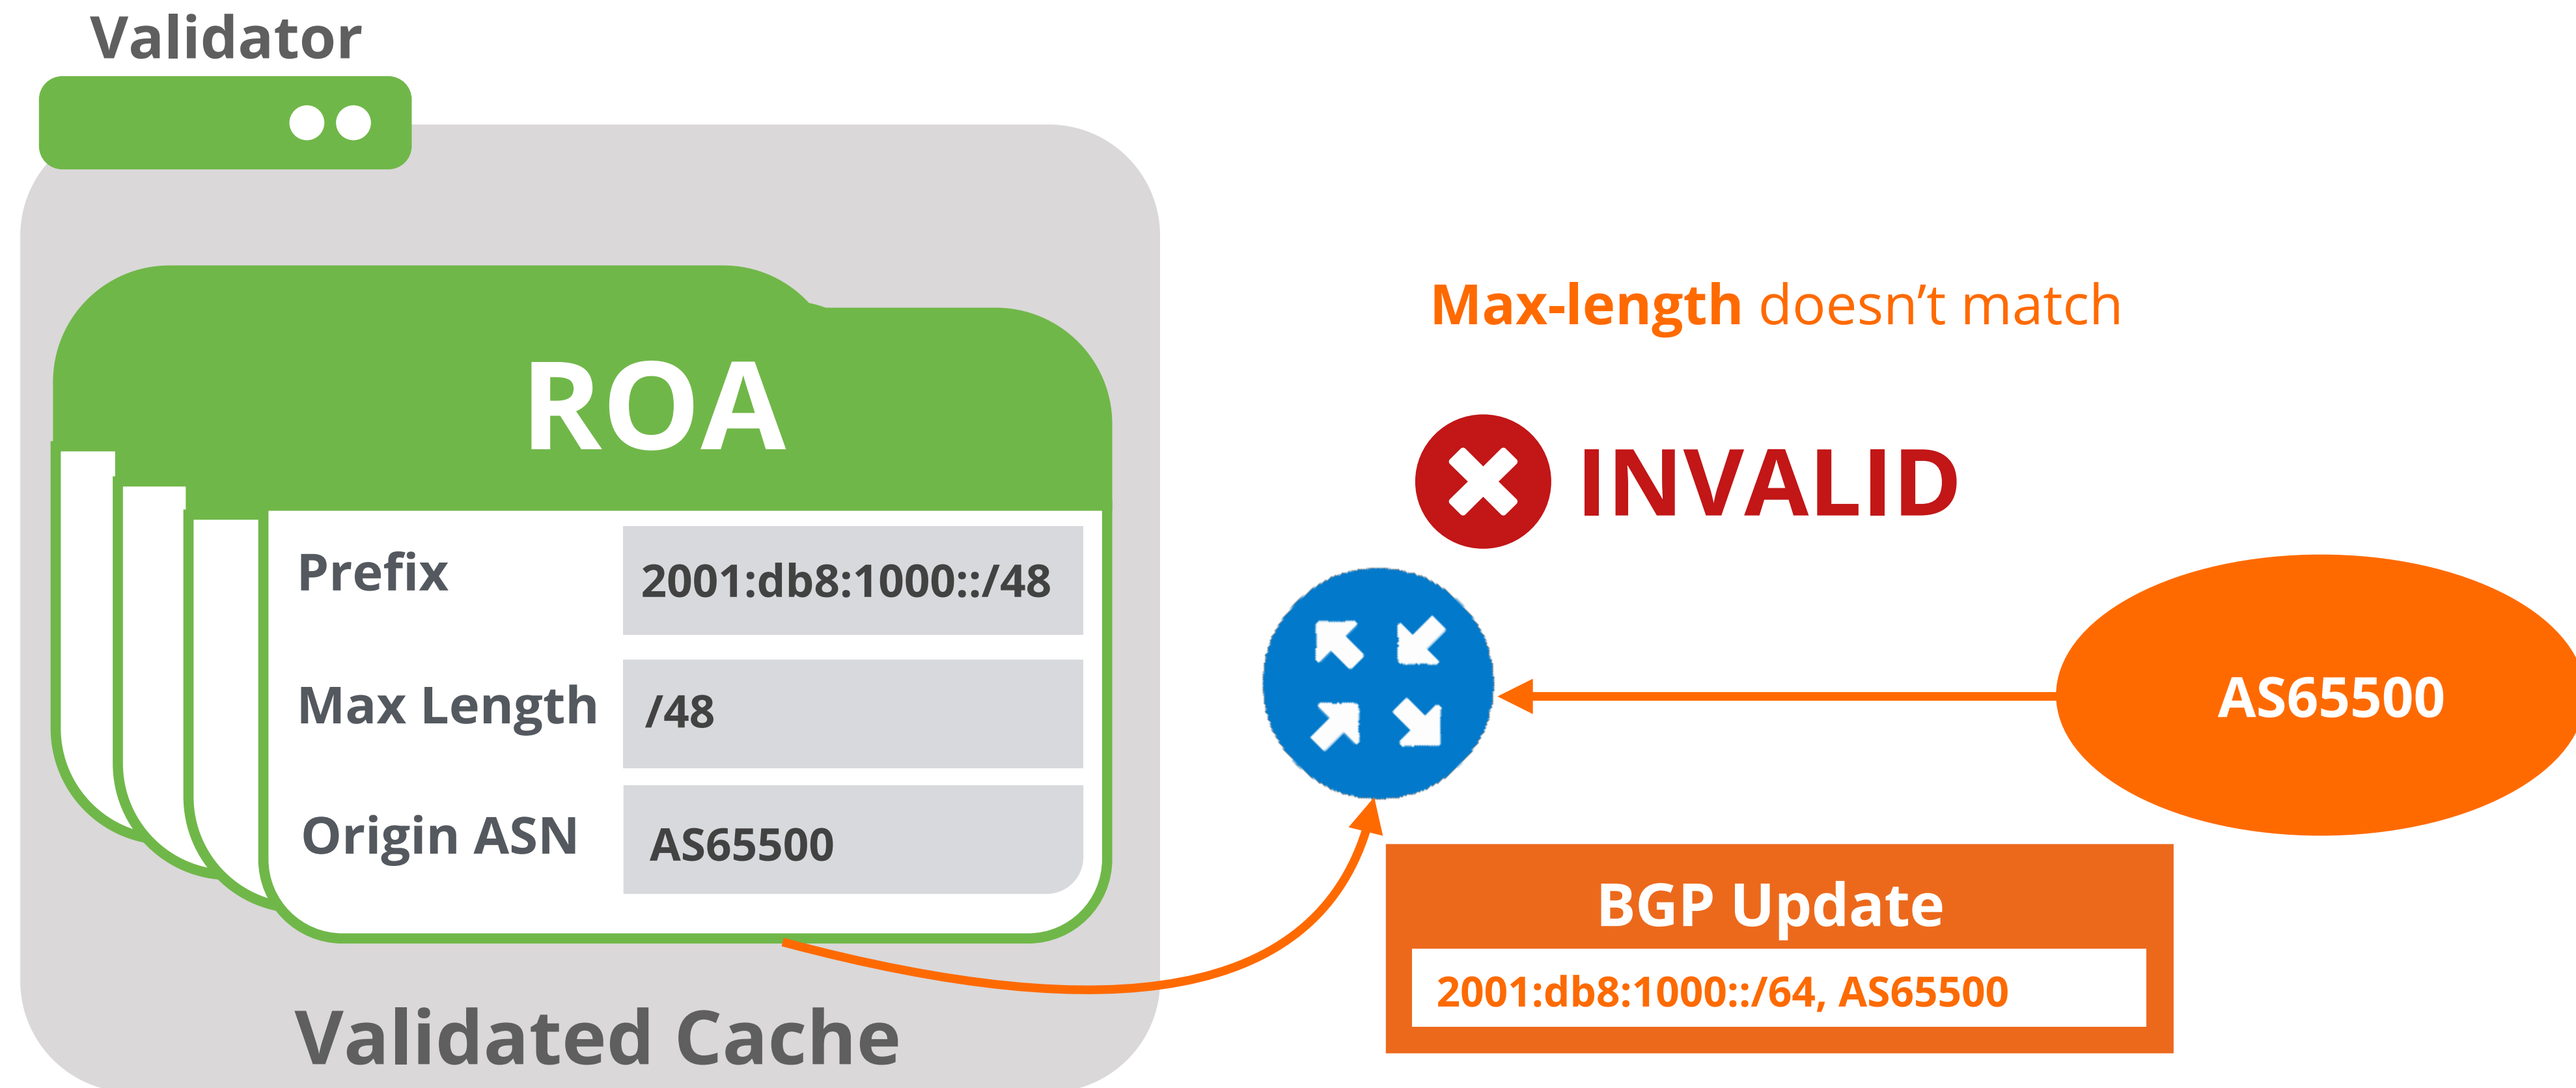 Validator
ROA
Prefix 2001:db8:1000::/48
Max Length /48
Origin ASN AS65500
Validated Cache
Max-length doesn’t match
INVALID
AS65500
BGP Update
2001:db8:1000::/64, AS65500